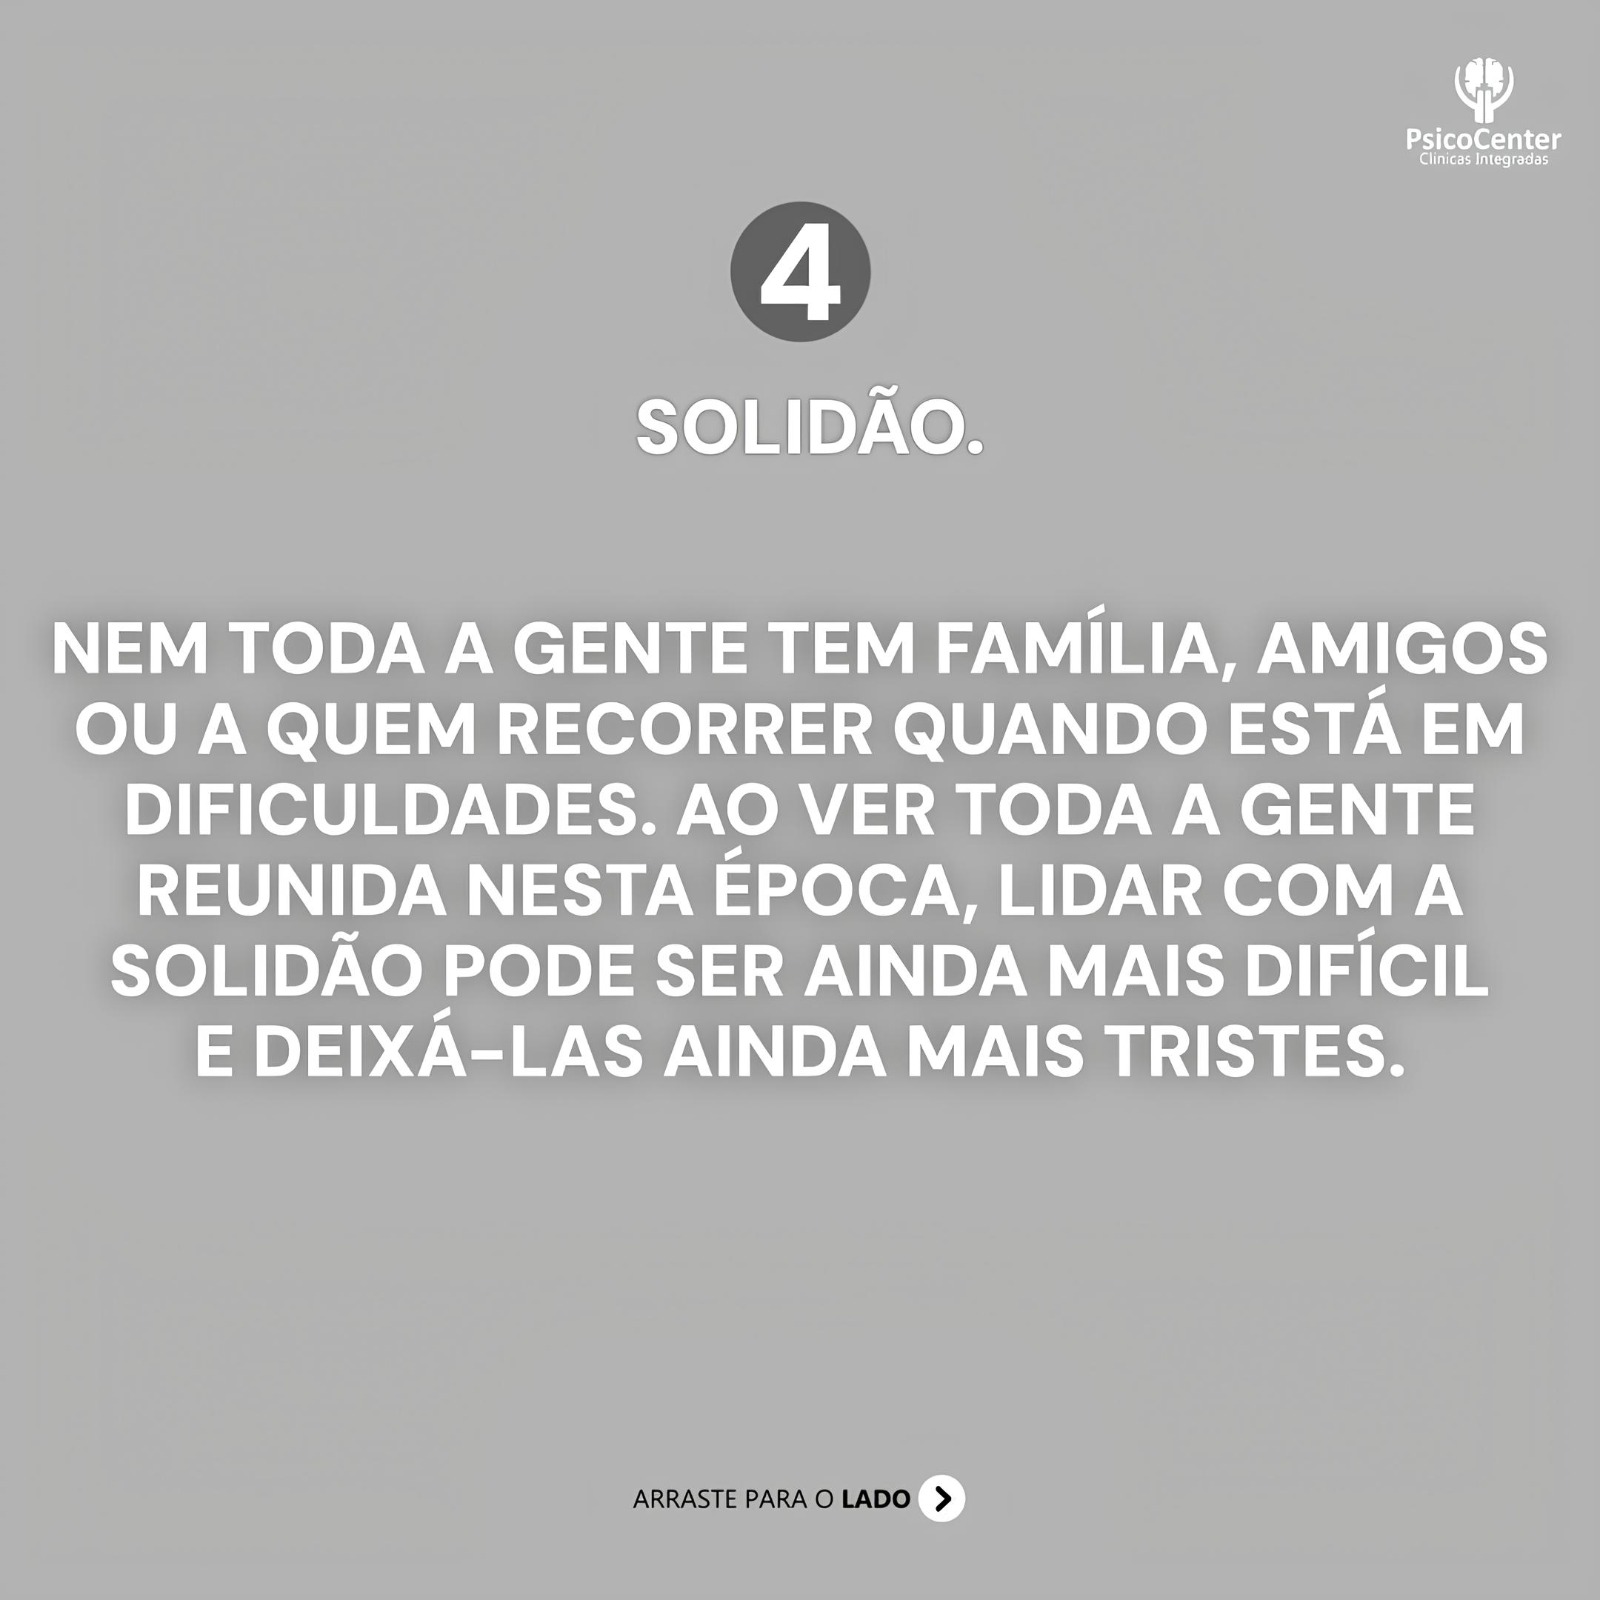 PsicoCenter
Clínicas Integradas
4
SOLIDÃO.
NEM TODA A GENTE TEM FAMÍLIA, AMIGOS
OU A QUEM RECORRER QUANDO ESTÁ EM
DIFICULDADES. AO VER TODA A GENTE
REUNIDA NESTA ÉPOCA, LIDAR COM A
SOLIDÃO PODE SER AINDA MAIS DIFÍCIL
E DEIXÁ-LAS AINDA MAIS TRISTES.
ARRASTE PARA O LADO